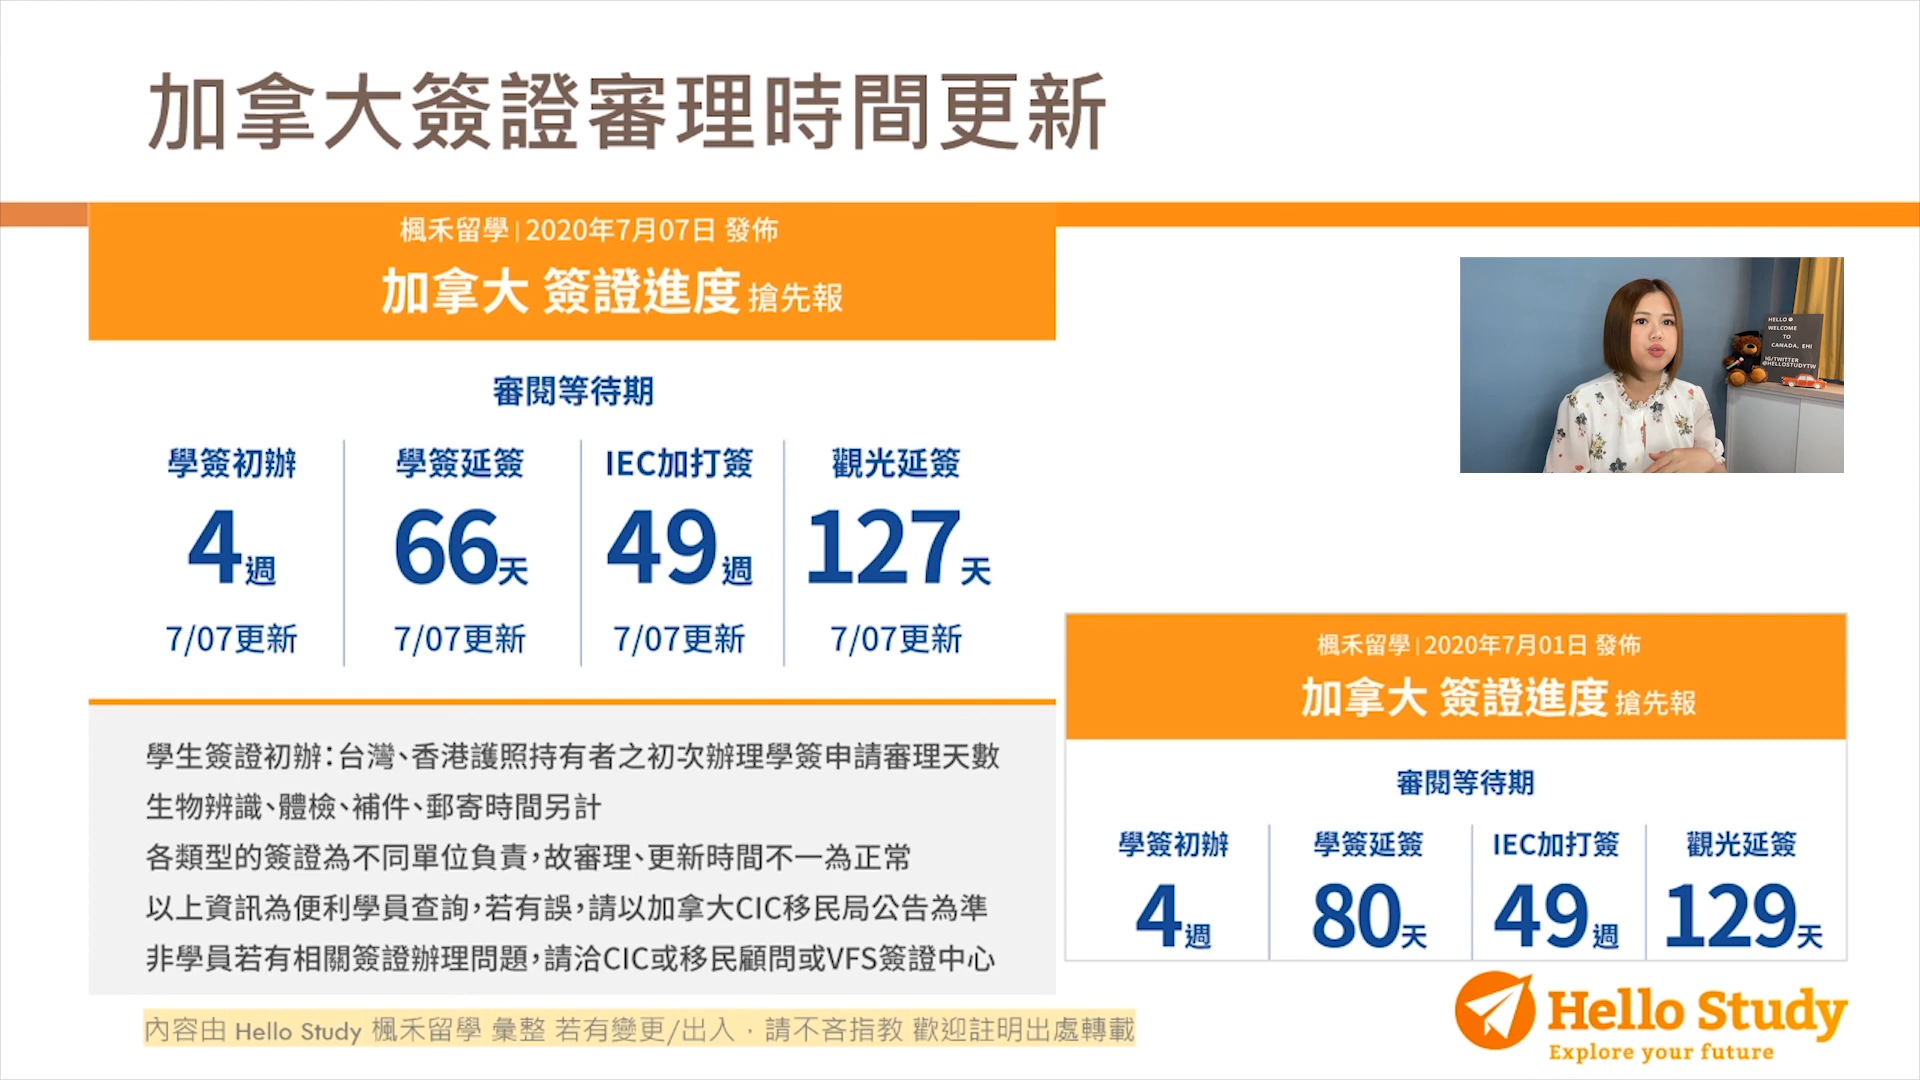 加拿大簽證審理時間更新
楓禾留學|2020年7月07日 發佈
加拿大 簽證進度 搶先報
審閱等待期
學簽初辦 學簽延簽 IEC加打簽 觀光延簽
4週 66天 49週 127天
7/07更新 7/07更新 7/07更新 7/07更新
學生簽證初辦：台灣、香港護照持有者之初次辦理學簽申請審理天數
生物辨識、體檢、補件、郵寄時間另計
各類型的簽證為不同單位負責，故審理、更新時間不一為正常
以上資訊為便利學員查詢，若有誤，請以加拿大CIC移民局公告為準
非學員若有相關簽證辦理問題，請洽CIC或移民顧問或VFS簽證中心
內容由 Hello Study 楓禾留學 彙整 若有變更/出入，請不吝指教 歡迎註明出處轉載
HELLO
WELCOME
TO
CANADA, EH!
IG/TWITTER
@HELLOSTUDYTW
楓禾留學|2020年7月01日 發佈
加拿大 簽證進度 搶先報
審閱等待期
學簽初辦 學簽延簽 IEC加打簽 觀光延簽
4週 80天 49週 129天
Hello Study
Explore your future